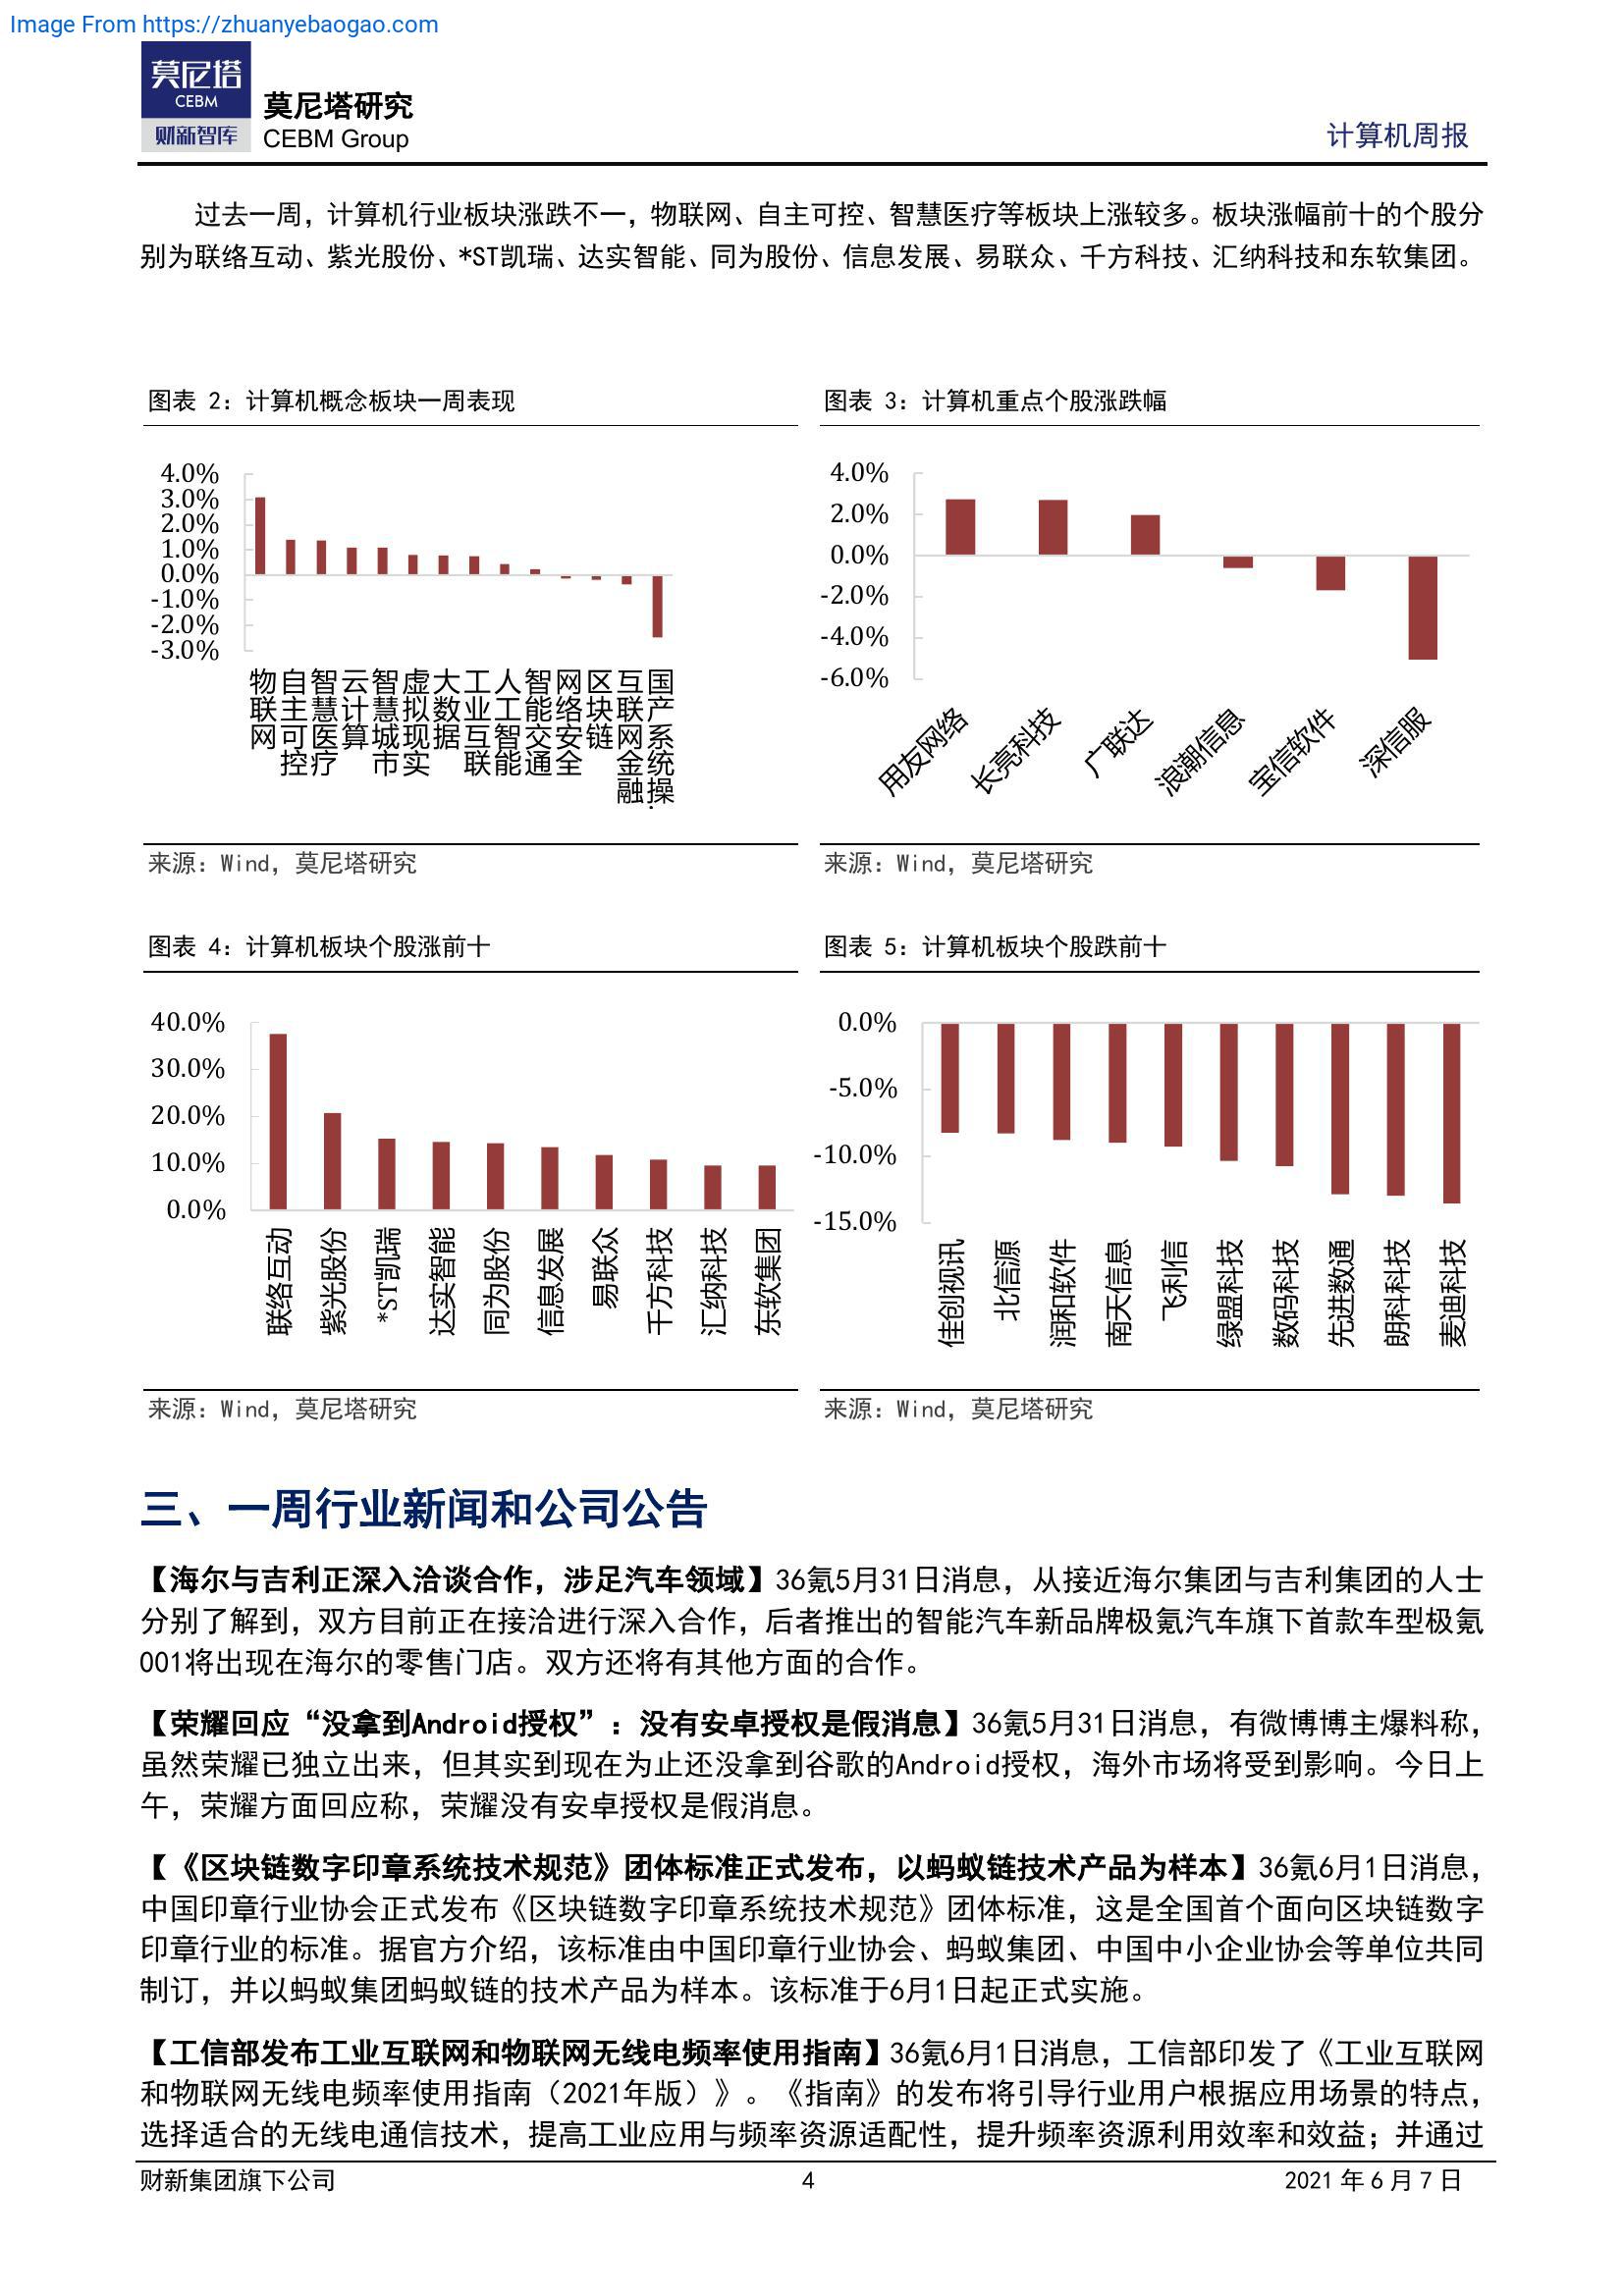 Image From https://zhuanyebaogao.com
莫尼塔
CEBM
财新智库
莫尼塔研究
CEBM Group
计算机周报
过去一周，计算机行业板块涨跌不一，物联网、自主可控、智慧医疗等板块上涨较多。板块涨幅前十的个股分
别为联络互动、紫光股份、*ST凯瑞、达实智能、同为股份、信息发展、易联众、千方科技、汇纳科技和东软集团。
图表 2：计算机概念板块一周表现
4.0%
3.0%
2.0%
1.0%
0.0%
-1.0%
-2.0%
-3.0%
物联网
自主可控
智慧医疗
云计算
智慧城市
虚拟现实
大数据
工业互联
人工智能
智能交通
网络安全
区块链
互联网金融
国产系统操
来源：Wind，莫尼塔研究
图表 3：计算机重点个股涨跌幅
4.0%
2.0%
0.0%
-2.0%
-4.0%
-6.0%
用友网络
长亮科技
广联达
浪潮信息
宝信软件
深信服
来源：Wind，莫尼塔研究
图表 4：计算机板块个股涨前十
40.0%
30.0%
20.0%
10.0%
0.0%
联络互动
紫光股份
*ST凯瑞
达实智能
同为股份
信息发展
易联众
千方科技
汇纳科技
东软集团
来源：Wind，莫尼塔研究
图表 5：计算机板块个股跌前十
0.0%
-5.0%
-10.0%
-15.0%
佳创视讯
北信源
润和软件
南天信息
飞利信
绿盟科技
数码科技
先进数通
朗科科技
麦迪科技
来源：Wind，莫尼塔研究
三、一周行业新闻和公司公告
【海尔与吉利正深入洽谈合作，涉足汽车领域】36氪5月31日消息，从接近海尔集团与吉利集团的人士
分别了解到，双方目前正在接洽进行深入合作，后者推出的智能汽车新品牌极氪汽车旗下首款车型极氪
001将出现在海尔的零售门店。双方还将有其他方面的合作。
【荣耀回应“没拿到Android授权”：没有安卓授权是假消息】36氪5月31日消息，有微博博主爆料称，
虽然荣耀已独立出来，但其实到现在为止还没拿到谷歌的Android授权，海外市场将受到影响。今日上
午，荣耀方面回应称，荣耀没有安卓授权是假消息。
【《区块链数字印章系统技术规范》团体标准正式发布，以蚂蚁链技术产品为样本】36氪6月1日消息，
中国印章行业协会正式发布《区块链数字印章系统技术规范》团体标准，这是全国首个面向区块链数字
印章行业的标准。据官方介绍，该标准由中国印章行业协会、蚂蚁集团、中国中小企业协会等单位共同
制订，并以蚂蚁集团蚂蚁链的技术产品为样本。该标准于6月1日起正式实施。
【工信部发布工业互联网和物联网无线电频率使用指南】36氪6月1日消息，工信部印发了《工业互联网
和物联网无线电频率使用指南（2021年版）》。《指南》的发布将引导行业用户根据应用场景的特点，
选择适合的无线电通信技术，提高工业应用与频率资源适配性，提升频率资源利用效率和效益；并通过
财新集团旗下公司
4
2021 年 6 月 7 日